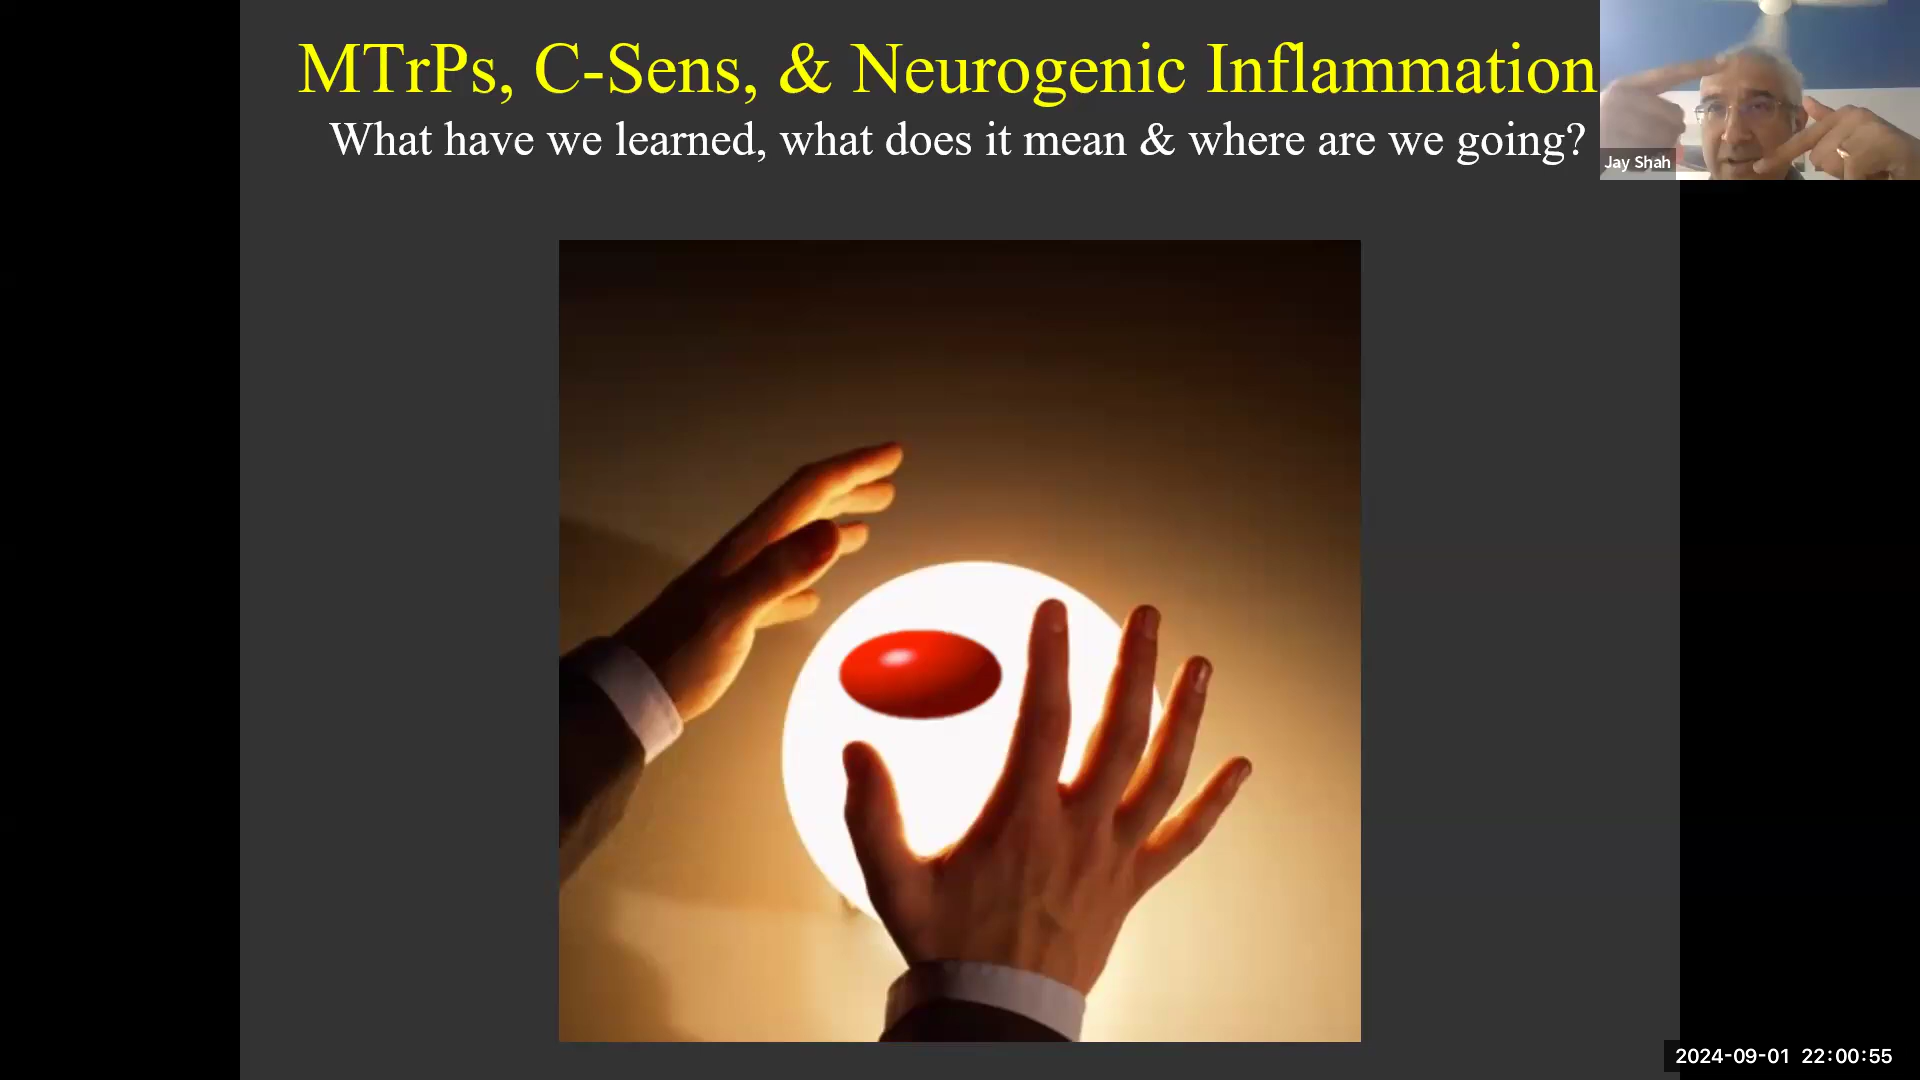 MTrPs, C-Sens, & Neurogenic Inflammation
What have we learned, what does it mean & where are we going?
Jay Shah
2024-09-01 22:00:55